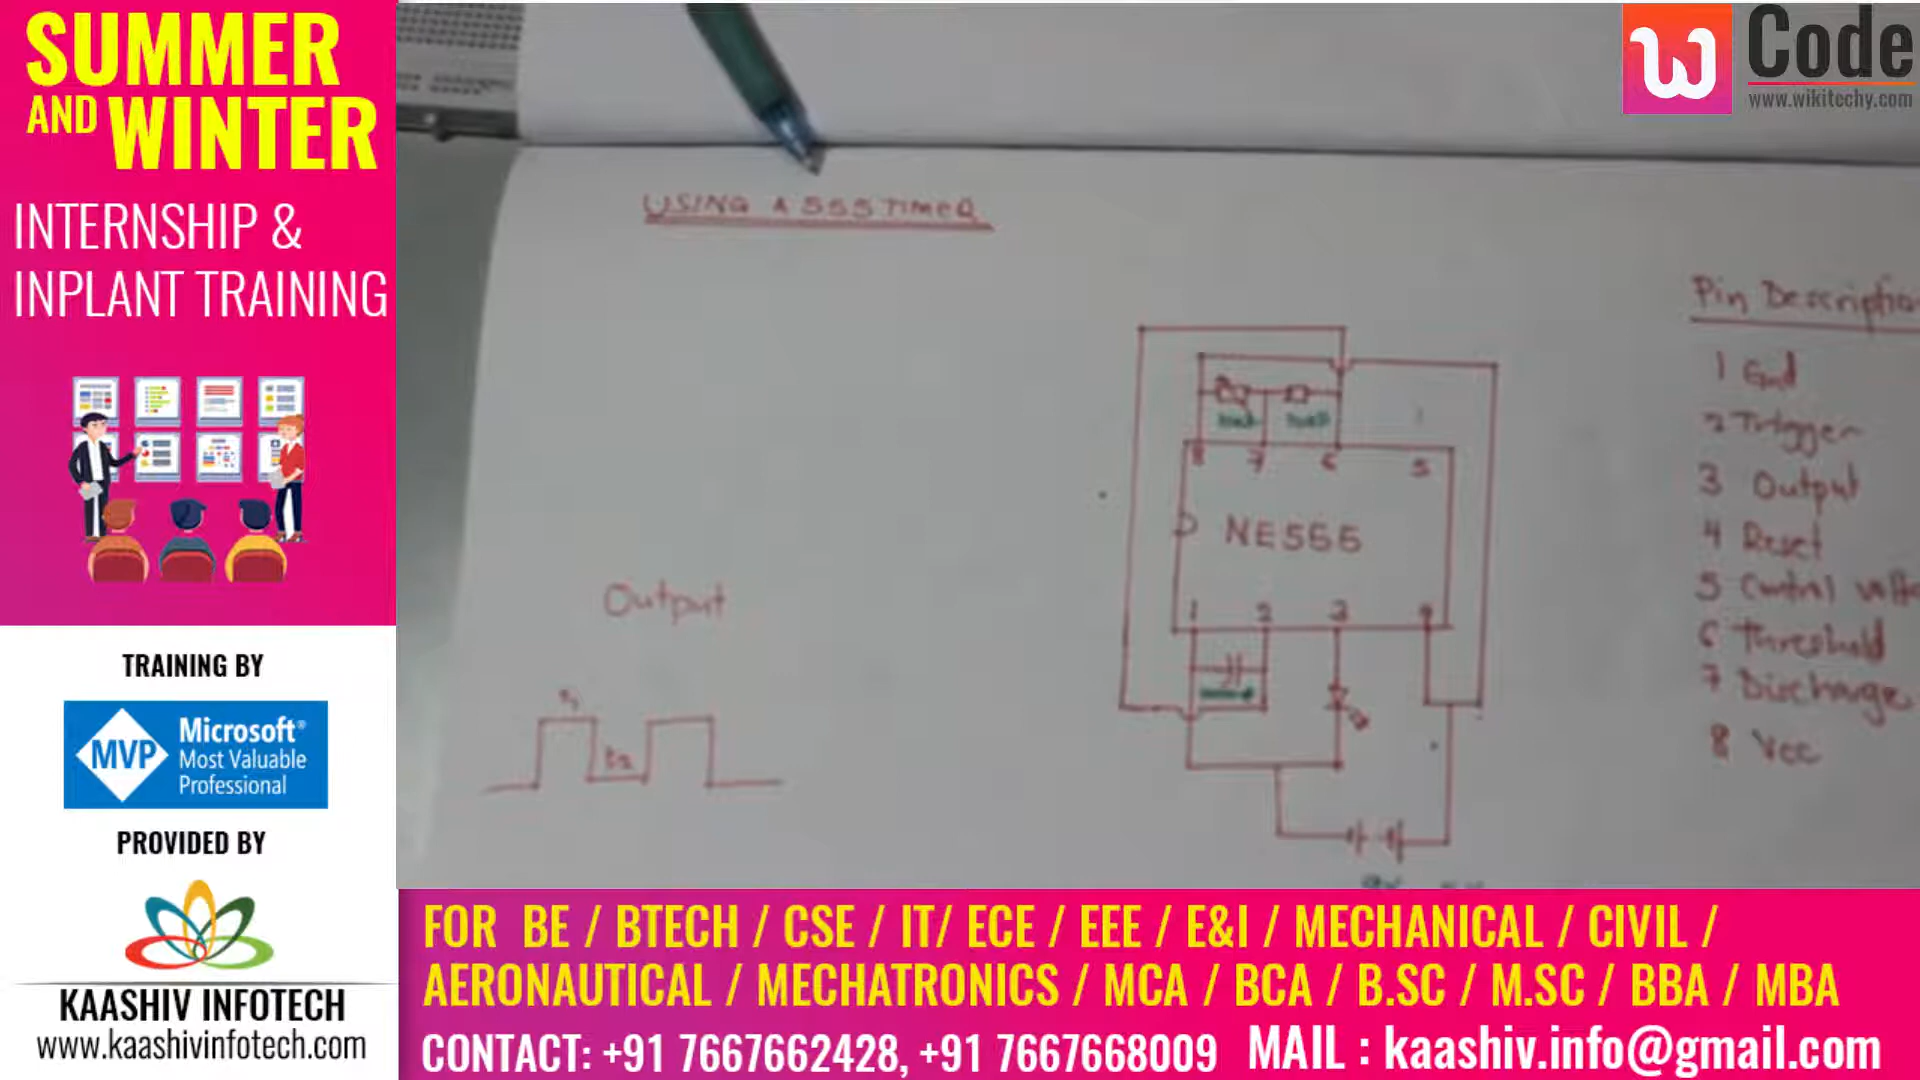 SUMMER
AND WINTER
INTERNSHIP &
INPLANT TRAINING
TRAINING BY
MVP
Microsoft®
Most Valuable
Professional
PROVIDED BY
KAASHIV INFOTECH
www.kaashivinfotech.com
W Code
www.wikitechy.com
USING A 555 TIMER
Output
t1
t2
8 7 6 5
NE555
1 2 3 4
Pin Description
1 Gnd
2 Trigger
3 Output
4 Reset
5 Control
6 Threshold
7 Discharge
8 Vcc
FOR BE / BTECH / CSE / IT/ ECE / EEE / E&I / MECHANICAL / CIVIL /
AERONAUTICAL / MECHATRONICS / MCA / BCA / B.SC / M.SC / BBA / MBA
CONTACT: +91 7667662428, +91 7667668009 MAIL : kaashiv.info@gmail.com